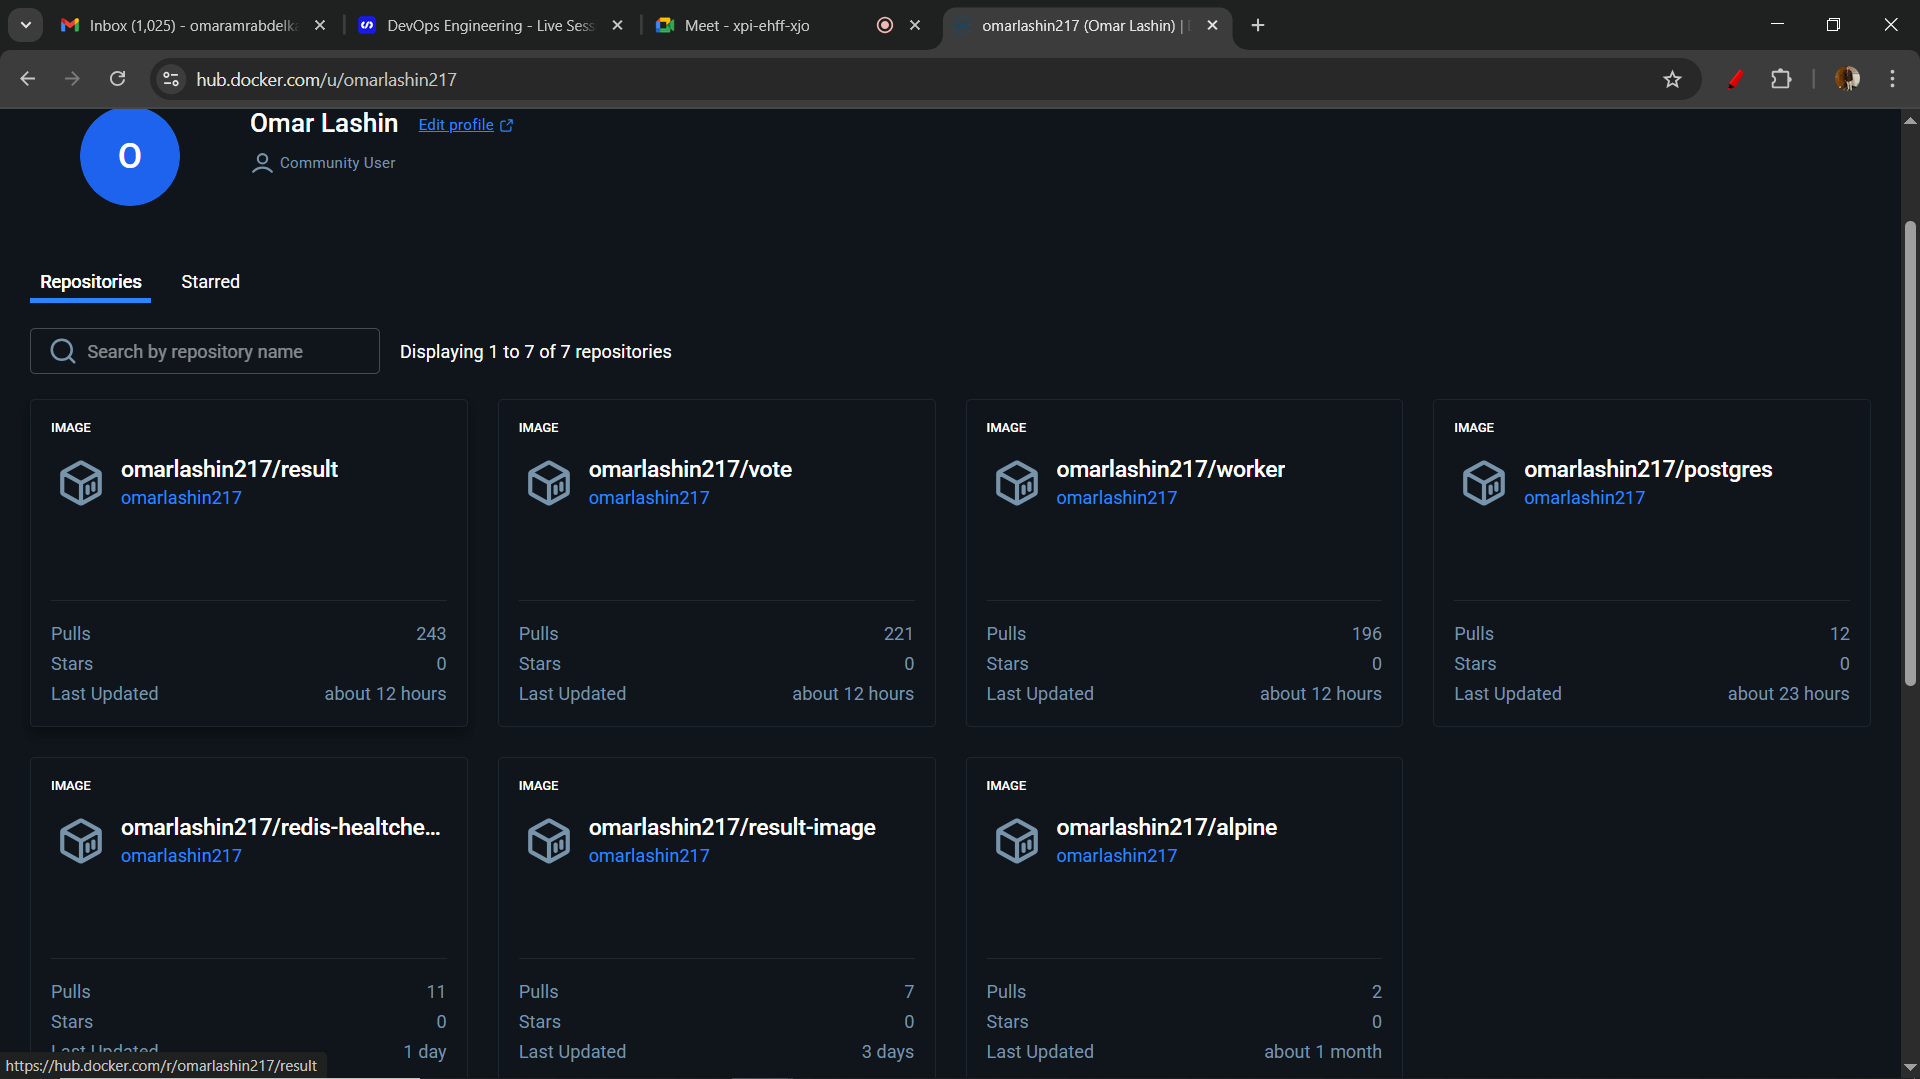 Inbox (1,025) - omaramrabdelka
DevOps Engineering - Live Sess
Meet - xpi-ehff-xjo
omarlashin217 (Omar Lashin) |
hub.docker.com/u/omarlashin217
O
Omar Lashin
Edit profile
Community User
Repositories
Starred
Search by repository name
Displaying 1 to 7 of 7 repositories
IMAGE
omarlashin217/result
omarlashin217
Pulls 243
Stars 0
Last Updated about 12 hours
IMAGE
omarlashin217/vote
omarlashin217
Pulls 221
Stars 0
Last Updated about 12 hours
IMAGE
omarlashin217/worker
omarlashin217
Pulls 196
Stars 0
Last Updated about 12 hours
IMAGE
omarlashin217/postgres
omarlashin217
Pulls 12
Stars 0
Last Updated about 23 hours
IMAGE
omarlashin217/redis-healtche...
omarlashin217
Pulls 11
Stars 0
Last Updated 1 day
IMAGE
omarlashin217/result-image
omarlashin217
Pulls 7
Stars 0
Last Updated 3 days
IMAGE
omarlashin217/alpine
omarlashin217
Pulls 2
Stars 0
Last Updated about 1 month
https://hub.docker.com/r/omarlashin217/result